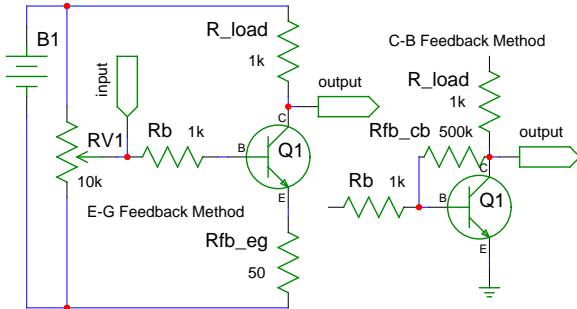 B1
input
R_load
1k
output
C
RV1
10k
Rb
1k
B
Q1
E
E-G Feedback Method
Rfb_eg
50
C-B Feedback Method
R_load
1k
Rfb_cb
500k
output
C
Rb
1k
B
Q1
E